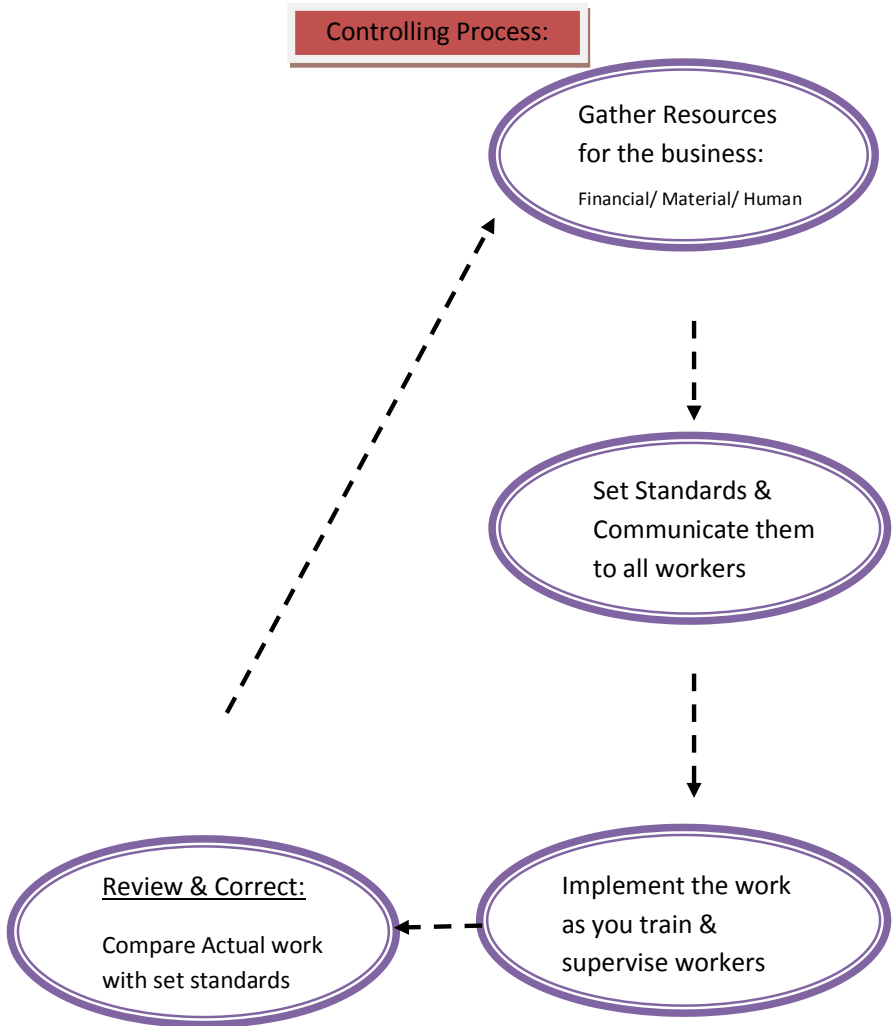 Controlling Process:
Gather Resources
for the business:
Financial/ Material/ Human
Set Standards &
Communicate them
to all workers
Implement the work
as you train &
supervise workers
Review & Correct:
Compare Actual work
with set standards